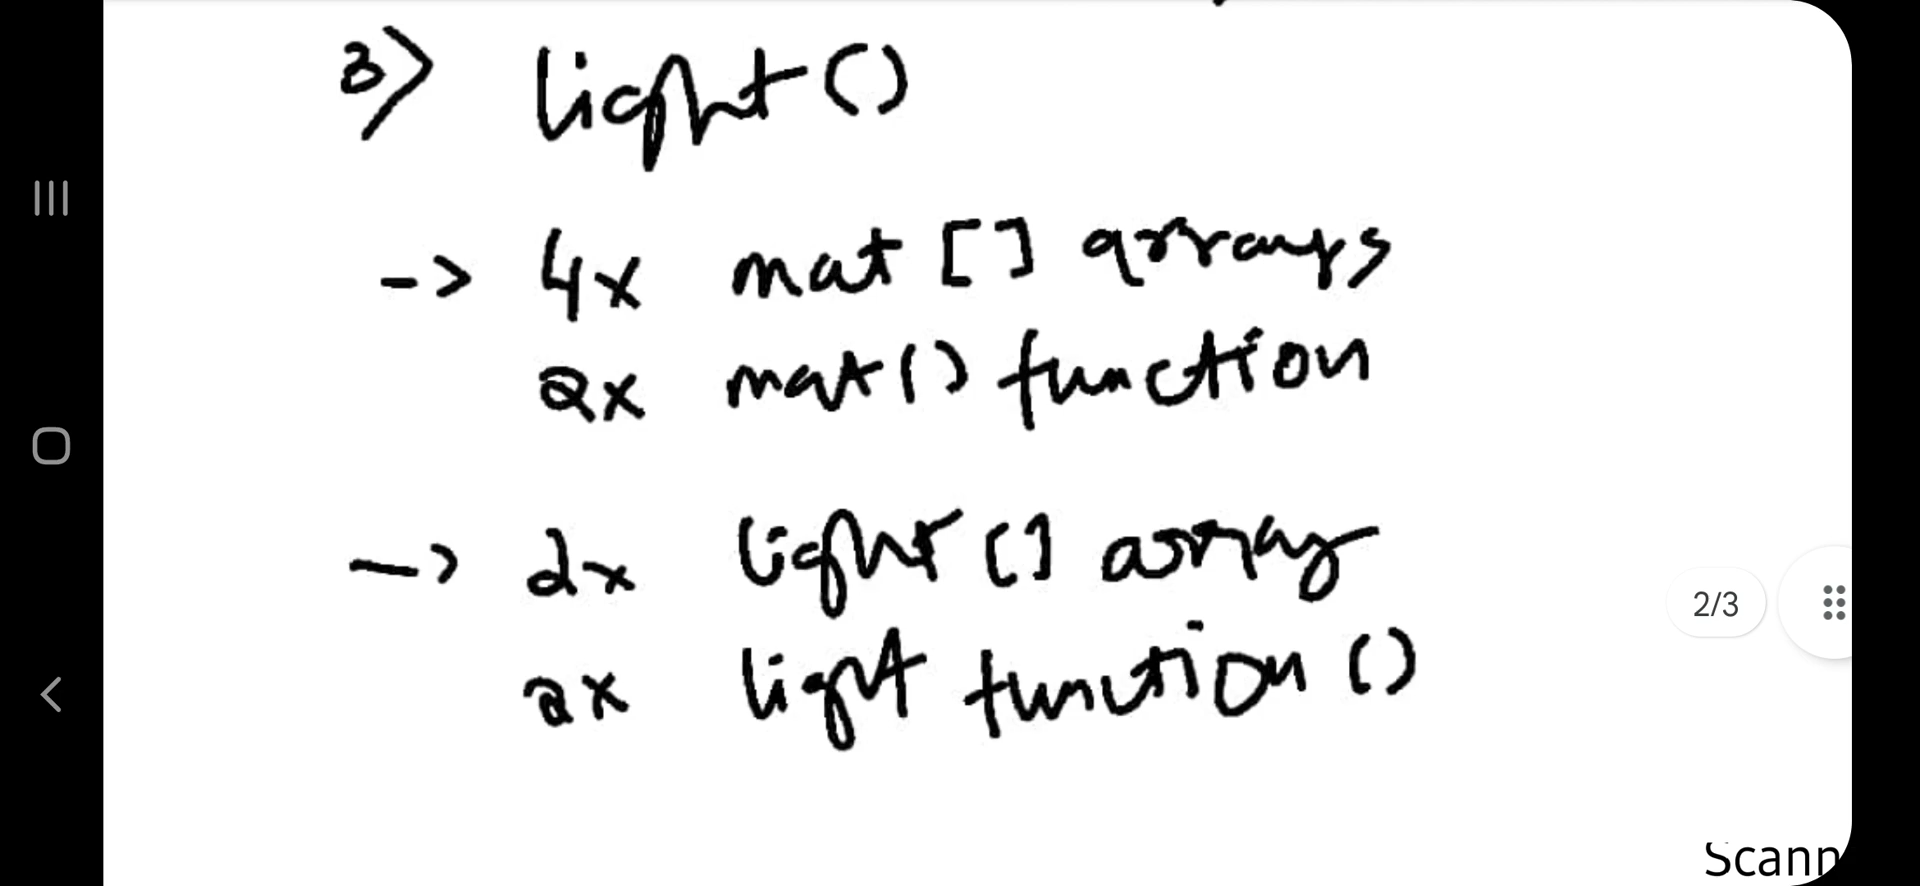 3) light()
-> 4x mat [] arrays
2x mat() function
-> 2x light [] array
2x light function ()
2/3
Scann